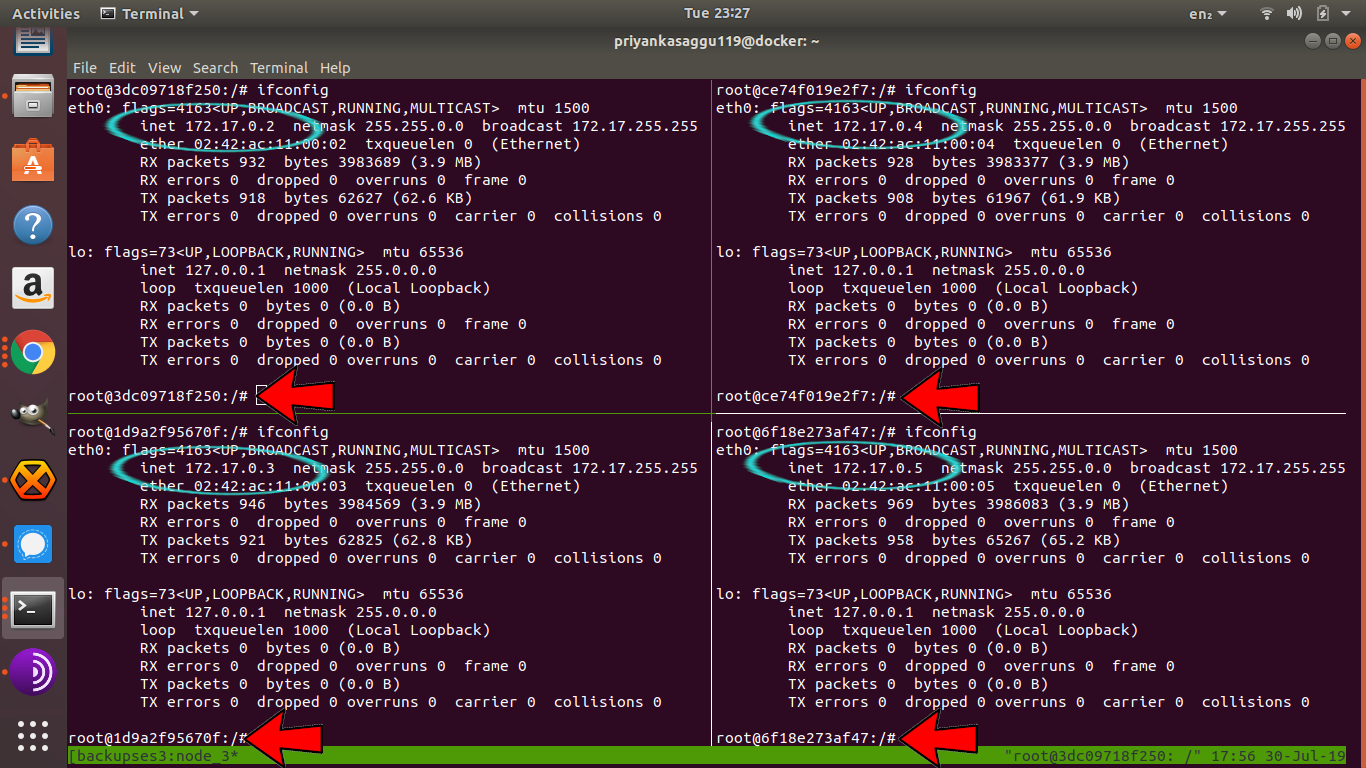 Activities Terminal Tue 23:27 en₂
priyankasaggu119@docker: ~
File Edit View Search Terminal Help
root@3dc09718f250:/# ifconfig
eth0: flags=4163<UP,BROADCAST,RUNNING,MULTICAST>  mtu 1500
        inet 172.17.0.2  netmask 255.255.0.0  broadcast 172.17.255.255
        ether 02:42:ac:11:00:02  txqueuelen 0  (Ethernet)
        RX packets 932  bytes 3983689 (3.9 MB)
        RX errors 0  dropped 0  overruns 0  frame 0
        TX packets 918  bytes 62627 (62.6 KB)
        TX errors 0  dropped 0 overruns 0  carrier 0  collisions 0
lo: flags=73<UP,LOOPBACK,RUNNING>  mtu 65536
        inet 127.0.0.1  netmask 255.0.0.0
        loop  txqueuelen 1000  (Local Loopback)
        RX packets 0  bytes 0 (0.0 B)
        RX errors 0  dropped 0  overruns 0  frame 0
        TX packets 0  bytes 0 (0.0 B)
        TX errors 0  dropped 0 overruns 0  carrier 0  collisions 0
root@3dc09718f250:/#
root@ce74f019e2f7:/# ifconfig
eth0: flags=4163<UP,BROADCAST,RUNNING,MULTICAST>  mtu 1500
        inet 172.17.0.4  netmask 255.255.0.0  broadcast 172.17.255.255
        ether 02:42:ac:11:00:04  txqueuelen 0  (Ethernet)
        RX packets 928  bytes 3983377 (3.9 MB)
        RX errors 0  dropped 0  overruns 0  frame 0
        TX packets 908  bytes 61967 (61.9 KB)
        TX errors 0  dropped 0 overruns 0  carrier 0  collisions 0
lo: flags=73<UP,LOOPBACK,RUNNING>  mtu 65536
        inet 127.0.0.1  netmask 255.0.0.0
        loop  txqueuelen 1000  (Local Loopback)
        RX packets 0  bytes 0 (0.0 B)
        RX errors 0  dropped 0  overruns 0  frame 0
        TX packets 0  bytes 0 (0.0 B)
        TX errors 0  dropped 0 overruns 0  carrier 0  collisions 0
root@ce74f019e2f7:/#
root@1d9a2f95670f:/# ifconfig
eth0: flags=4163<UP,BROADCAST,RUNNING,MULTICAST>  mtu 1500
        inet 172.17.0.3  netmask 255.255.0.0  broadcast 172.17.255.255
        ether 02:42:ac:11:00:03  txqueuelen 0  (Ethernet)
        RX packets 946  bytes 3984569 (3.9 MB)
        RX errors 0  dropped 0  overruns 0  frame 0
        TX packets 921  bytes 62825 (62.8 KB)
        TX errors 0  dropped 0 overruns 0  carrier 0  collisions 0
lo: flags=73<UP,LOOPBACK,RUNNING>  mtu 65536
        inet 127.0.0.1  netmask 255.0.0.0
        loop  txqueuelen 1000  (Local Loopback)
        RX packets 0  bytes 0 (0.0 B)
        RX errors 0  dropped 0  overruns 0  frame 0
        TX packets 0  bytes 0 (0.0 B)
        TX errors 0  dropped 0 overruns 0  carrier 0  collisions 0
root@1d9a2f95670f:/#
root@6f18e273af47:/# ifconfig
eth0: flags=4163<UP,BROADCAST,RUNNING,MULTICAST>  mtu 1500
        inet 172.17.0.5  netmask 255.255.0.0  broadcast 172.17.255.255
        ether 02:42:ac:11:00:05  txqueuelen 0  (Ethernet)
        RX packets 969  bytes 3986083 (3.9 MB)
        RX errors 0  dropped 0  overruns 0  frame 0
        TX packets 958  bytes 65267 (65.2 KB)
        TX errors 0  dropped 0 overruns 0  carrier 0  collisions 0
lo: flags=73<UP,LOOPBACK,RUNNING>  mtu 65536
        inet 127.0.0.1  netmask 255.0.0.0
        loop  txqueuelen 1000  (Local Loopback)
        RX packets 0  bytes 0 (0.0 B)
        RX errors 0  dropped 0  overruns 0  frame 0
        TX packets 0  bytes 0 (0.0 B)
        TX errors 0  dropped 0 overruns 0  carrier 0  collisions 0
root@6f18e273af47:/#
[backupses3:node_3* "root@3dc09718f250: /" 17:56 30-Jul-19